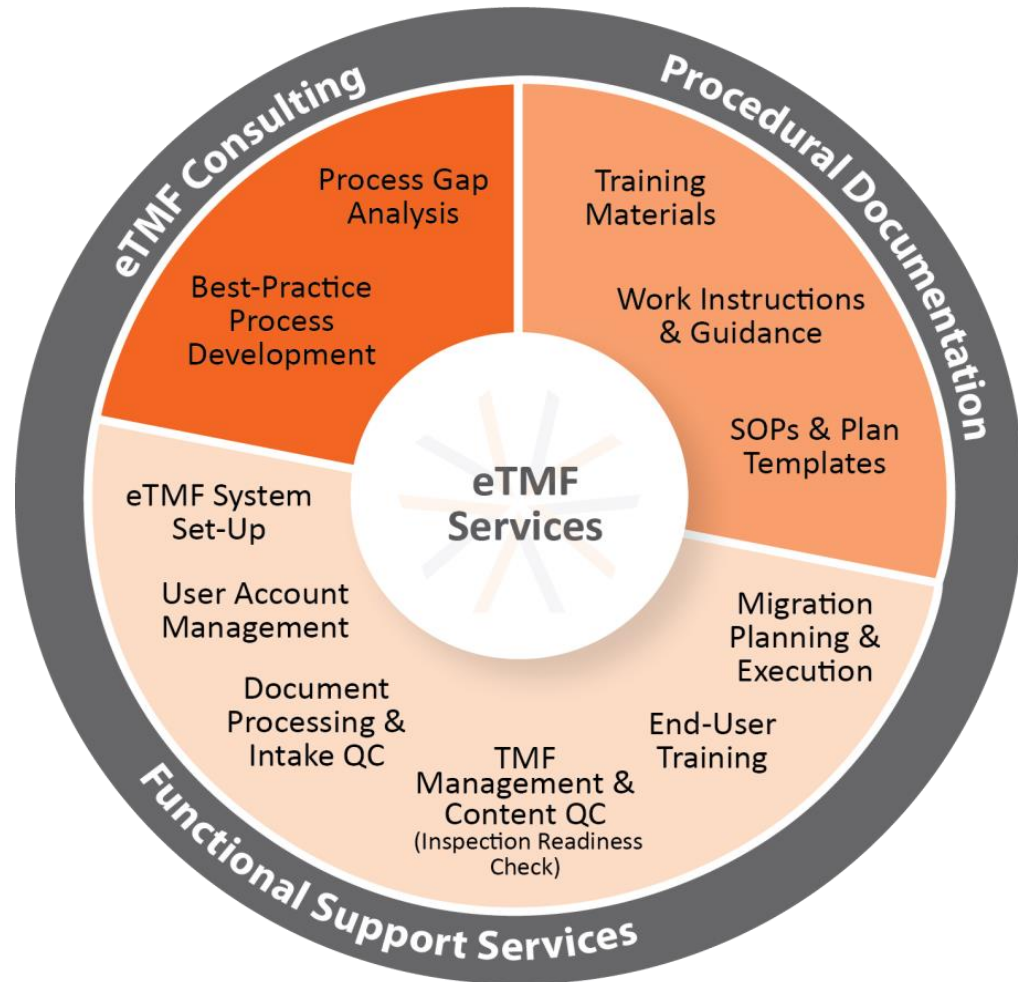 eTMF Consulting
Process Gap
Analysis
Best-Practice
Process
Development
Procedural Documentation
Training
Materials
Work Instructions
& Guidance
SOPs & Plan
Templates
eTMF
Services
eTMF System
Set-Up
User Account
Management
Document
Processing &
Intake QC
TMF
Management &
Content QC
(Inspection Readiness
Check)
End-User
Training
Migration
Planning &
Execution
Functional Support Services